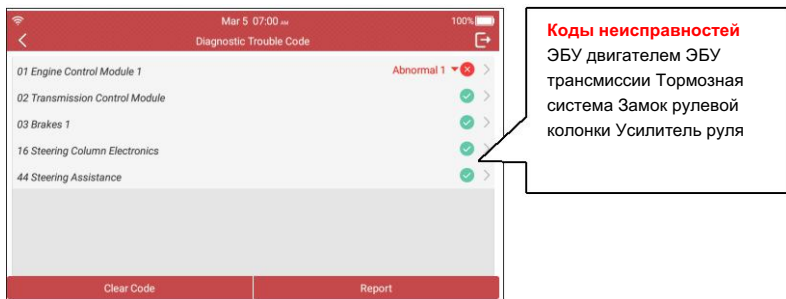 Mar 5 07:00 AM
100%
Diagnostic Trouble Code
01 Engine Control Module 1
Abnormal 1
02 Transmission Control Module
03 Brakes 1
16 Steering Column Electronics
44 Steering Assistance
Clear Code
Report
Коды неисправностей
ЭБУ двигателем ЭБУ
трансмиссии Тормозная
система Замок рулевой
колонки Усилитель руля